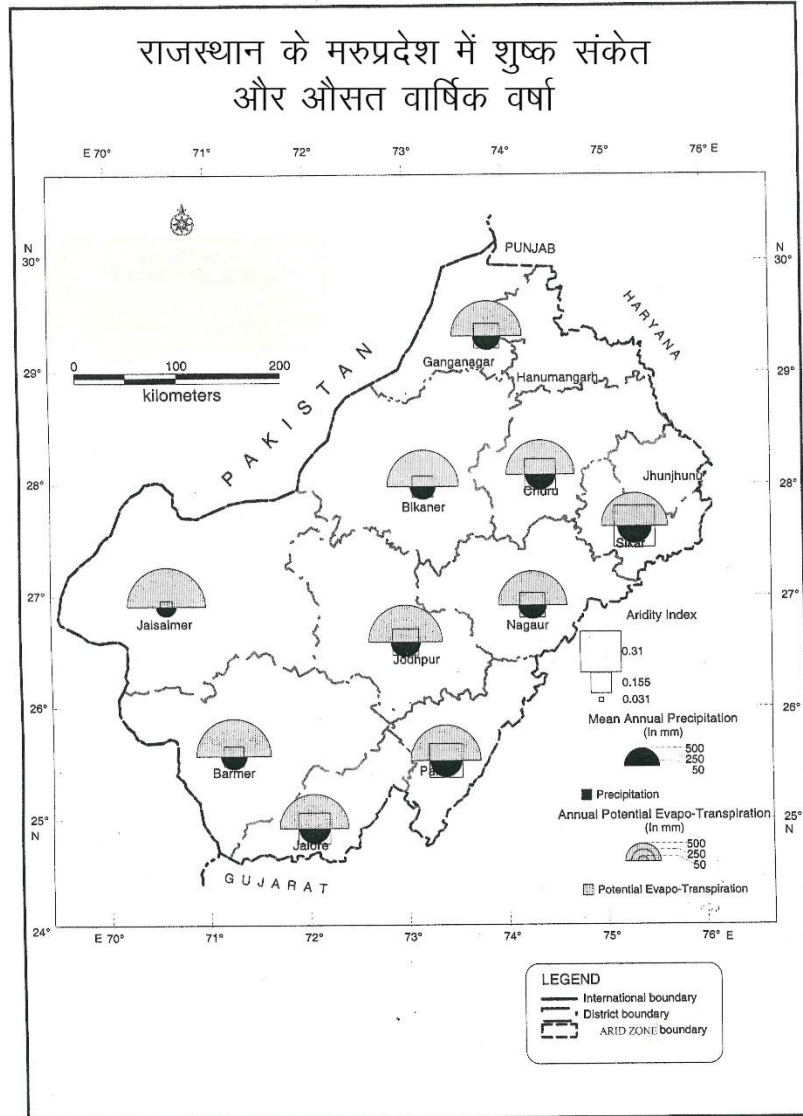 राजस्थान के मरुप्रदेश में शुष्क संकेत
और औसत वार्षिक वर्षा
E 70° 71° 72° 73° 74° 75° 76° E
N
30°
N
30°
PUNJAB
HARYANA
Ganganagar
Hanumangarh
0 100 200
kilometers
29°
29°
PAKISTAN
28°
28°
Bikaner
Churu
Jhunjhunu
Sikar
27°
27°
Jaisalmer
Jodhpur
Nagaur
Aridity Index
0.31
0.155
0.031
26°
26°
Mean Annual Precipitation
(In mm)
500
250
50
Precipitation
Barmer
Jalore
GUJARAT
25°
N
25°
N
Annual Potential Evapo-Transpiration
(In mm)
500
250
50
Potential Evapo-Transpiration
24°
E 70° 71° 72° 73° 74° 75° 76° E
LEGEND
International boundary
District boundary
ARID ZONE boundary